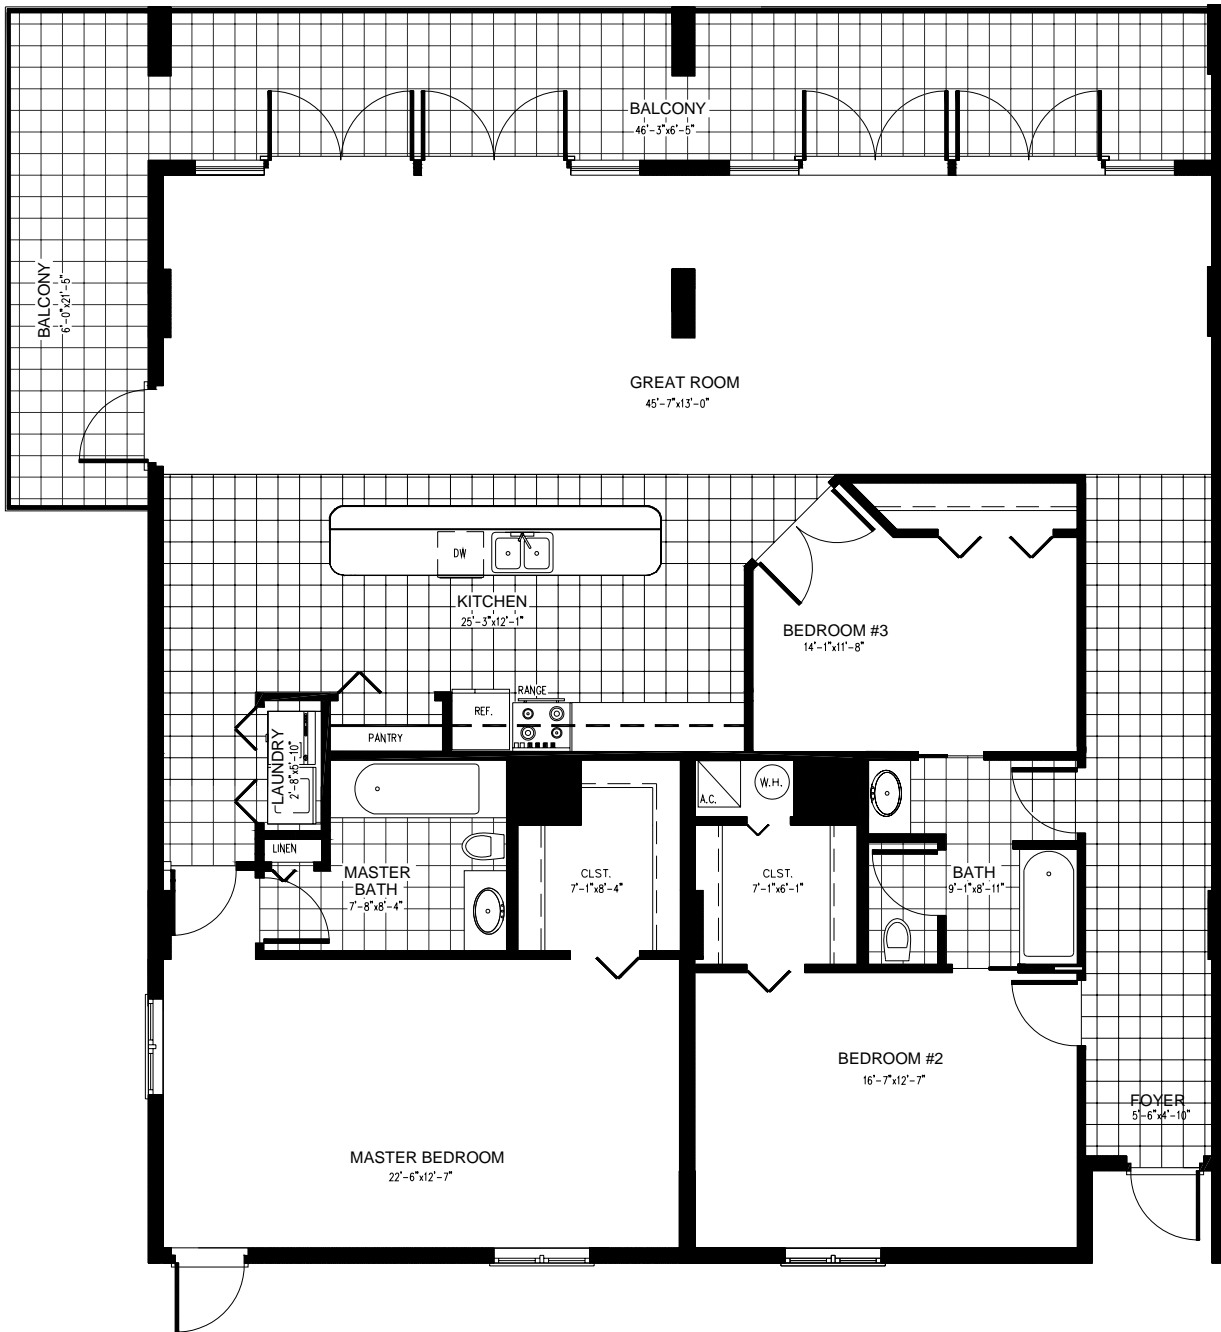 BALCONY
46'-3"x6'-5"
BALCONY
6'-0"x21'-5"
GREAT ROOM
45'-7"x13'-0"
DW
KITCHEN
25'-3"x12'-1"
BEDROOM #3
14'-1"x11'-8"
RANGE
REF.
PANTRY
LAUNDRY
2'-8"x5'-10"
A.C.
W.H.
LINEN
MASTER
BATH
7'-8"x8'-4"
CLST.
7'-1"x8'-4"
CLST.
7'-1"x6'-1"
BATH
9'-1"x8'-11"
BEDROOM #2
16'-7"x12'-7"
FOYER
5'-6"x4'-10"
MASTER BEDROOM
22'-6"x12'-7"